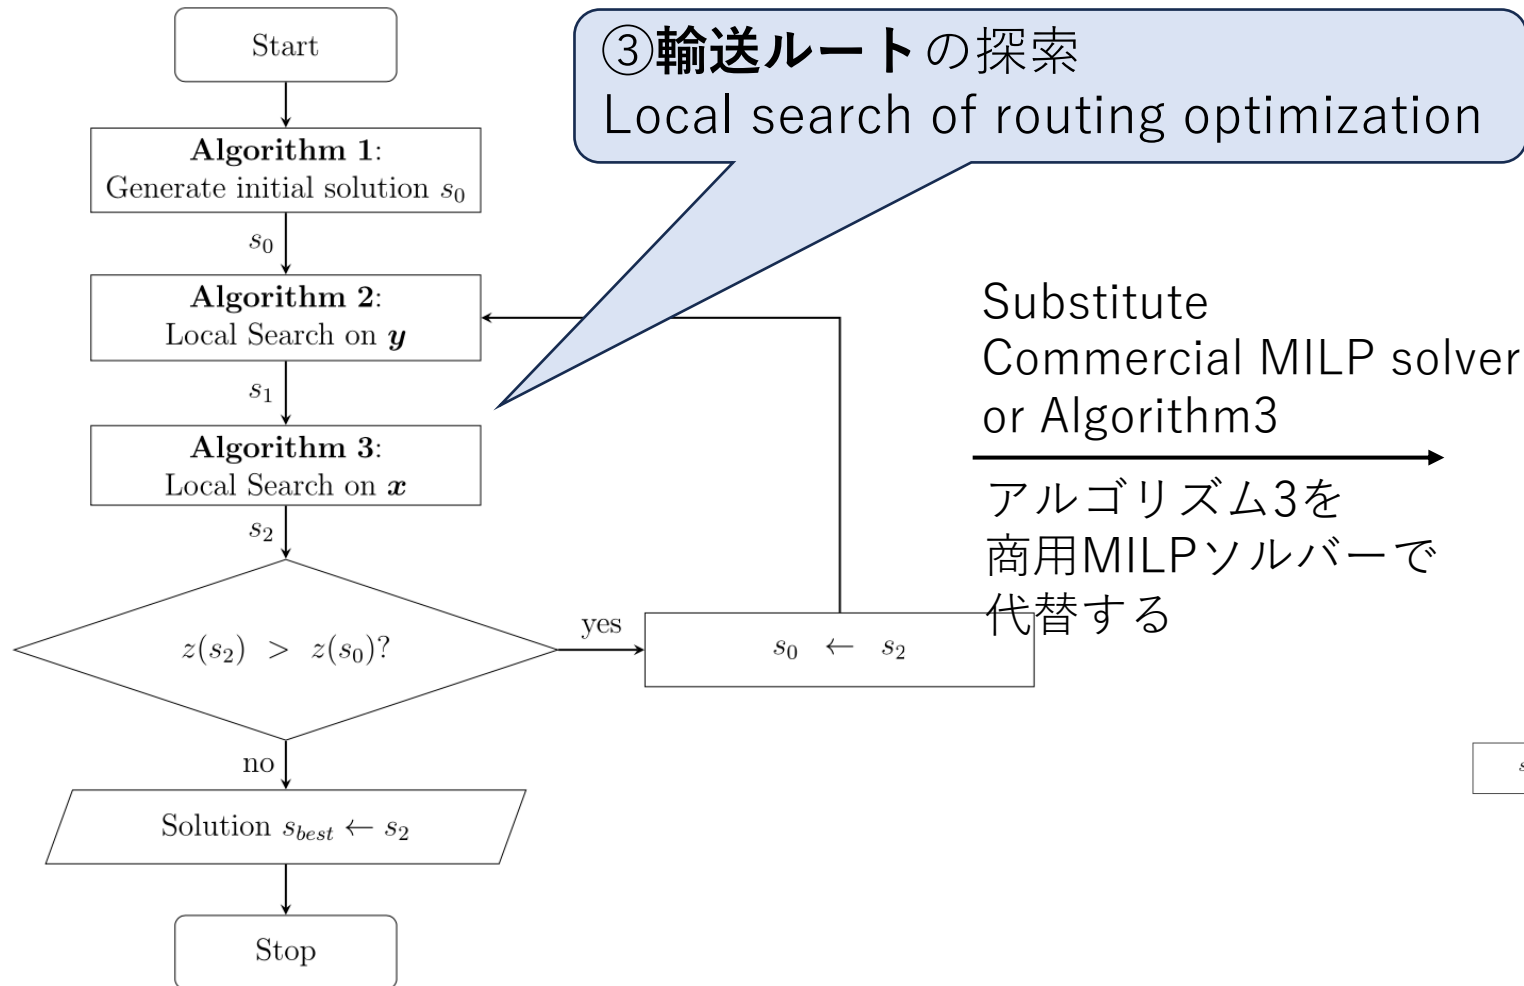 Start
③輸送ルートの探索
Local search of routing optimization
Algorithm 1:
Generate initial solution s₀
s₀
Algorithm 2:
Local Search on y
s₁
Algorithm 3:
Local Search on x
s₂
z(s₂) > z(s₀)?
yes
s₀ ← s₂
no
Solution s_best ← s₂
Stop
Substitute
Commercial MILP solver
or Algorithm3
アルゴリズム3を
商用MILPソルバーで
代替する